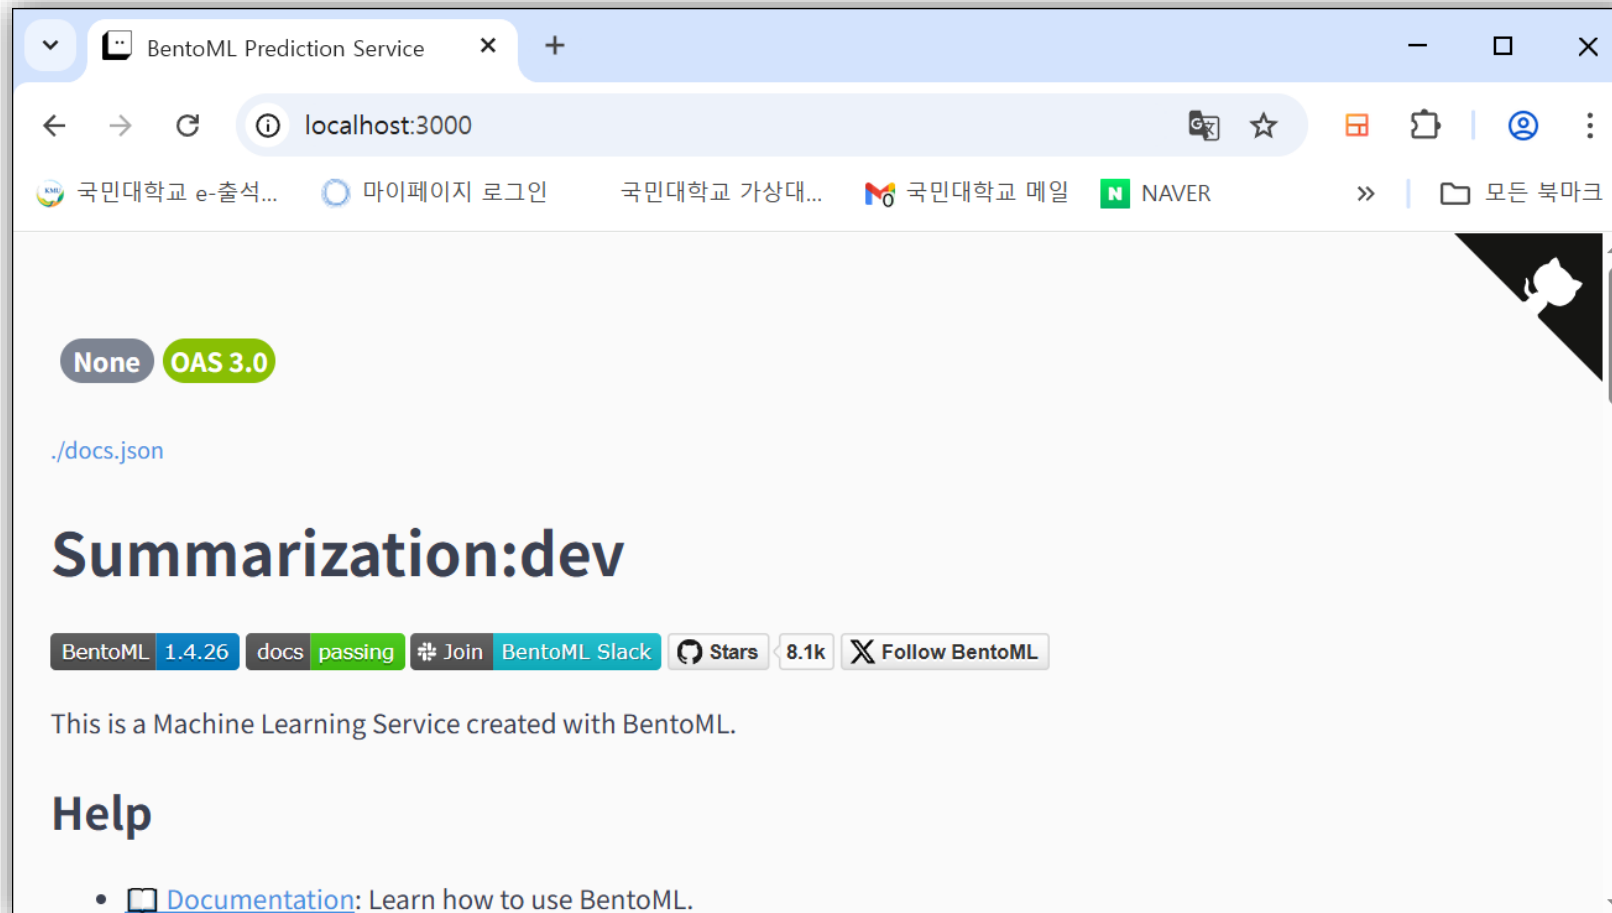 BentoML Prediction Service
localhost:3000
국민대학교 e-출석... 마이페이지 로그인 국민대학교 가상대... 국민대학교 메일 NAVER 모든 북마크
None OAS 3.0
./docs.json
Summarization:dev
BentoML 1.4.26 docs passing Join BentoML Slack Stars 8.1k Follow BentoML
This is a Machine Learning Service created with BentoML.
Help
Documentation: Learn how to use BentoML.